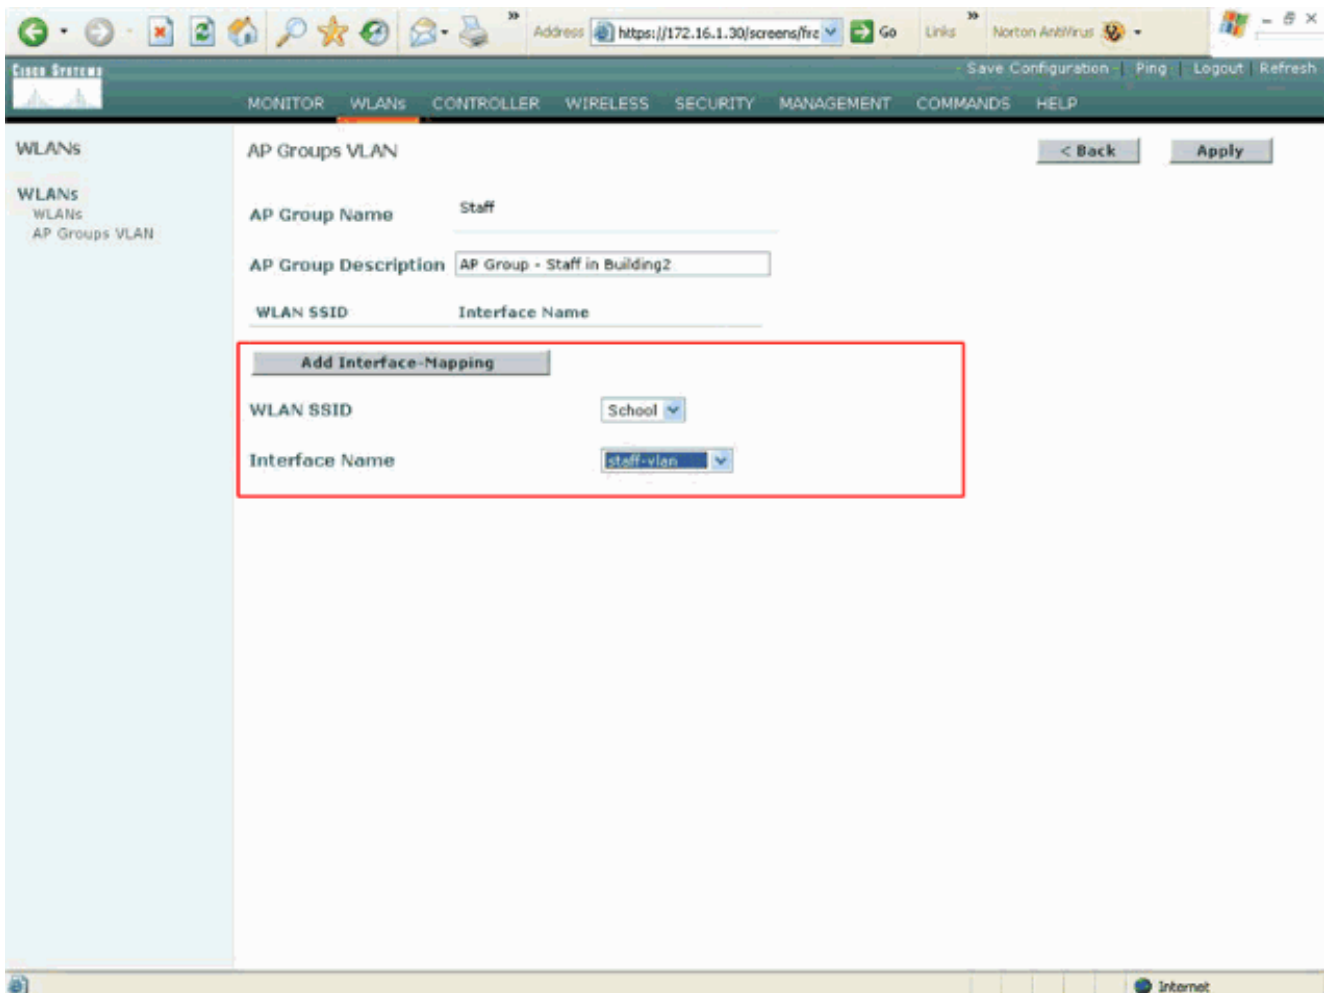 » Address https://172.16.1.30/screens/fra Go Links » Norton AntiVirus
CISCO SYSTEMS
Save Configuration | Ping | Logout | Refresh
MONITOR WLANs CONTROLLER WIRELESS SECURITY MANAGEMENT COMMANDS HELP
WLANs
WLANs
WLANs
AP Groups VLAN
AP Groups VLAN
< Back
Apply
AP Group Name Staff
AP Group Description AP Group - Staff in Building2
WLAN SSID Interface Name
Add Interface-Mapping
WLAN SSID School
Interface Name staff-vlan
Internet